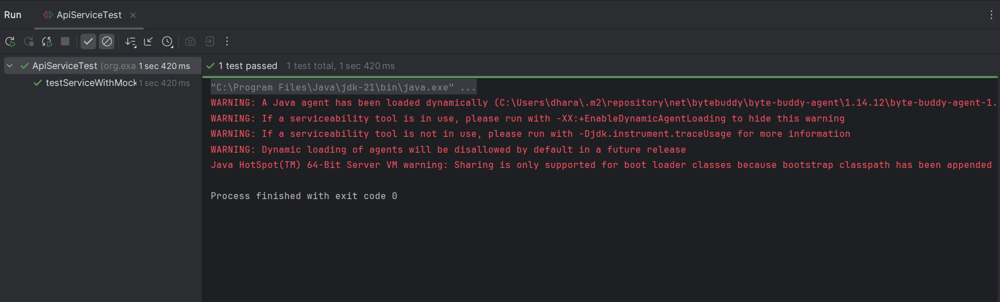 Run ApiServiceTest
ApiServiceTest (org.exa 1 sec 420 ms
testServiceWithMock 1 sec 420 ms
1 test passed 1 test total, 1 sec 420 ms
"C:\Program Files\Java\jdk-21\bin\java.exe" ...
WARNING: A Java agent has been loaded dynamically (C:\Users\dhara\.m2\repository\net\bytebuddy\byte-buddy-agent\1.14.12\byte-buddy-agent-1.
WARNING: If a serviceability tool is in use, please run with -XX:+EnableDynamicAgentLoading to hide this warning
WARNING: If a serviceability tool is not in use, please run with -Djdk.instrument.traceUsage for more information
WARNING: Dynamic loading of agents will be disallowed by default in a future release
Java HotSpot(TM) 64-Bit Server VM warning: Sharing is only supported for boot loader classes because bootstrap classpath has been appended
Process finished with exit code 0